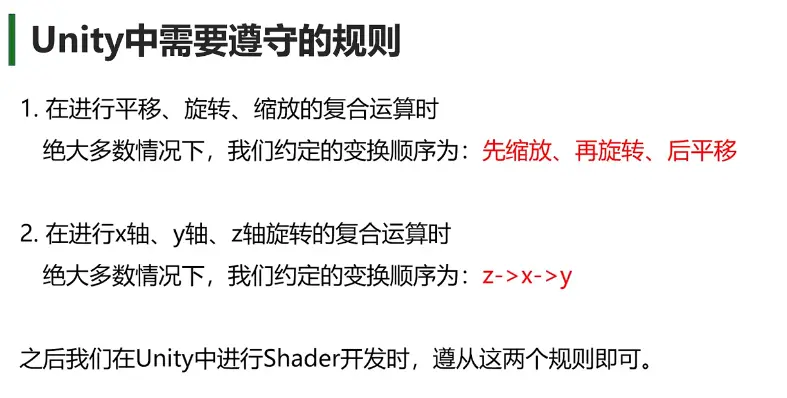 Unity中需要遵守的规则
1. 在进行平移、旋转、缩放的复合运算时
绝大多数情况下，我们约定的变换顺序为：先缩放、再旋转、后平移
2. 在进行x轴、y轴、z轴旋转的复合运算时
绝大多数情况下，我们约定的变换顺序为：z->x->y
之后我们在Unity中进行Shader开发时，遵从这两个规则即可。